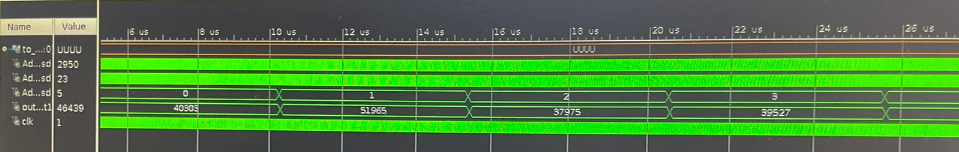 Name Value
6 us 8 us 10 us 12 us 14 us 16 us 18 us 20 us 22 us 24 us 26 us
to_...:0] UUUU UUUU
Ad...sd 2950
Ad...sd 23
Ad...sd 5 0 1 2 3
out...t1 46439 40303 51965 37975 39527
clk 1